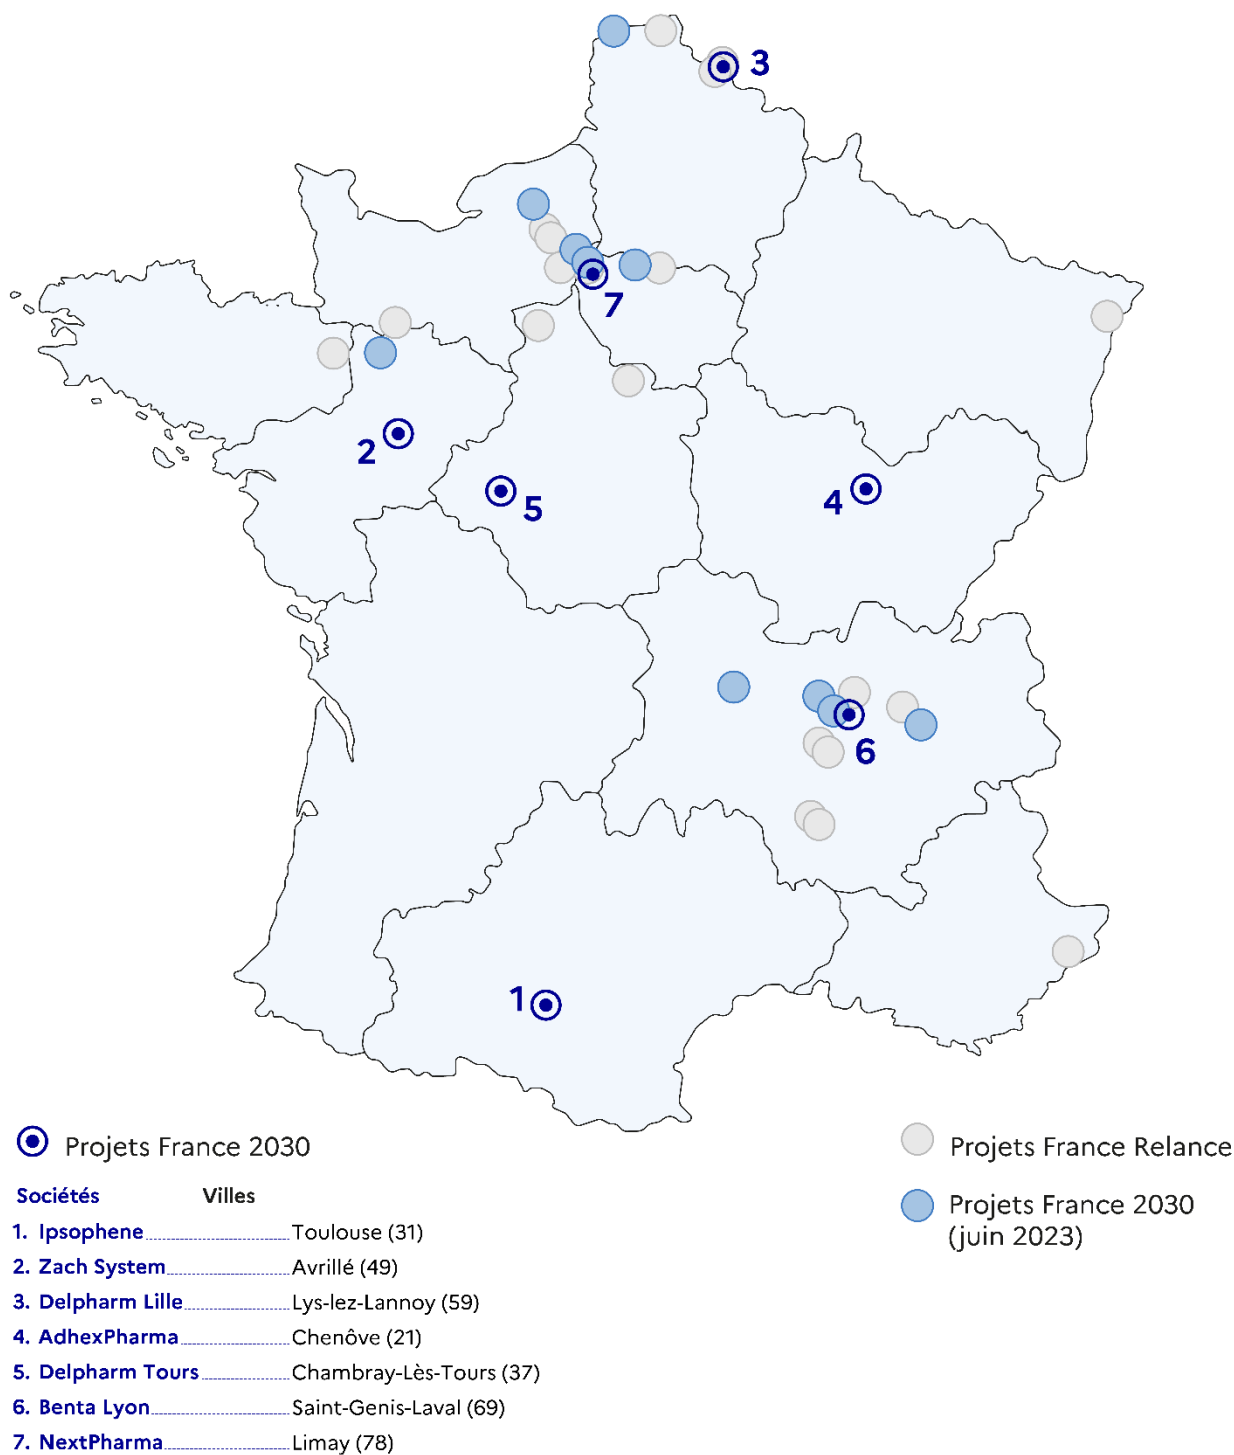 3
7
2
5
4
6
1
Projets France 2030
Sociétés Villes
1. Ipsophene Toulouse (31)
2. Zach System Avrillé (49)
3. Delpharm Lille Lys-lez-Lannoy (59)
4. AdhexPharma Chenôve (21)
5. Delpharm Tours Chambray-Lès-Tours (37)
6. Benta Lyon Saint-Genis-Laval (69)
7. NextPharma Limay (78)
Projets France Relance
Projets France 2030
(juin 2023)